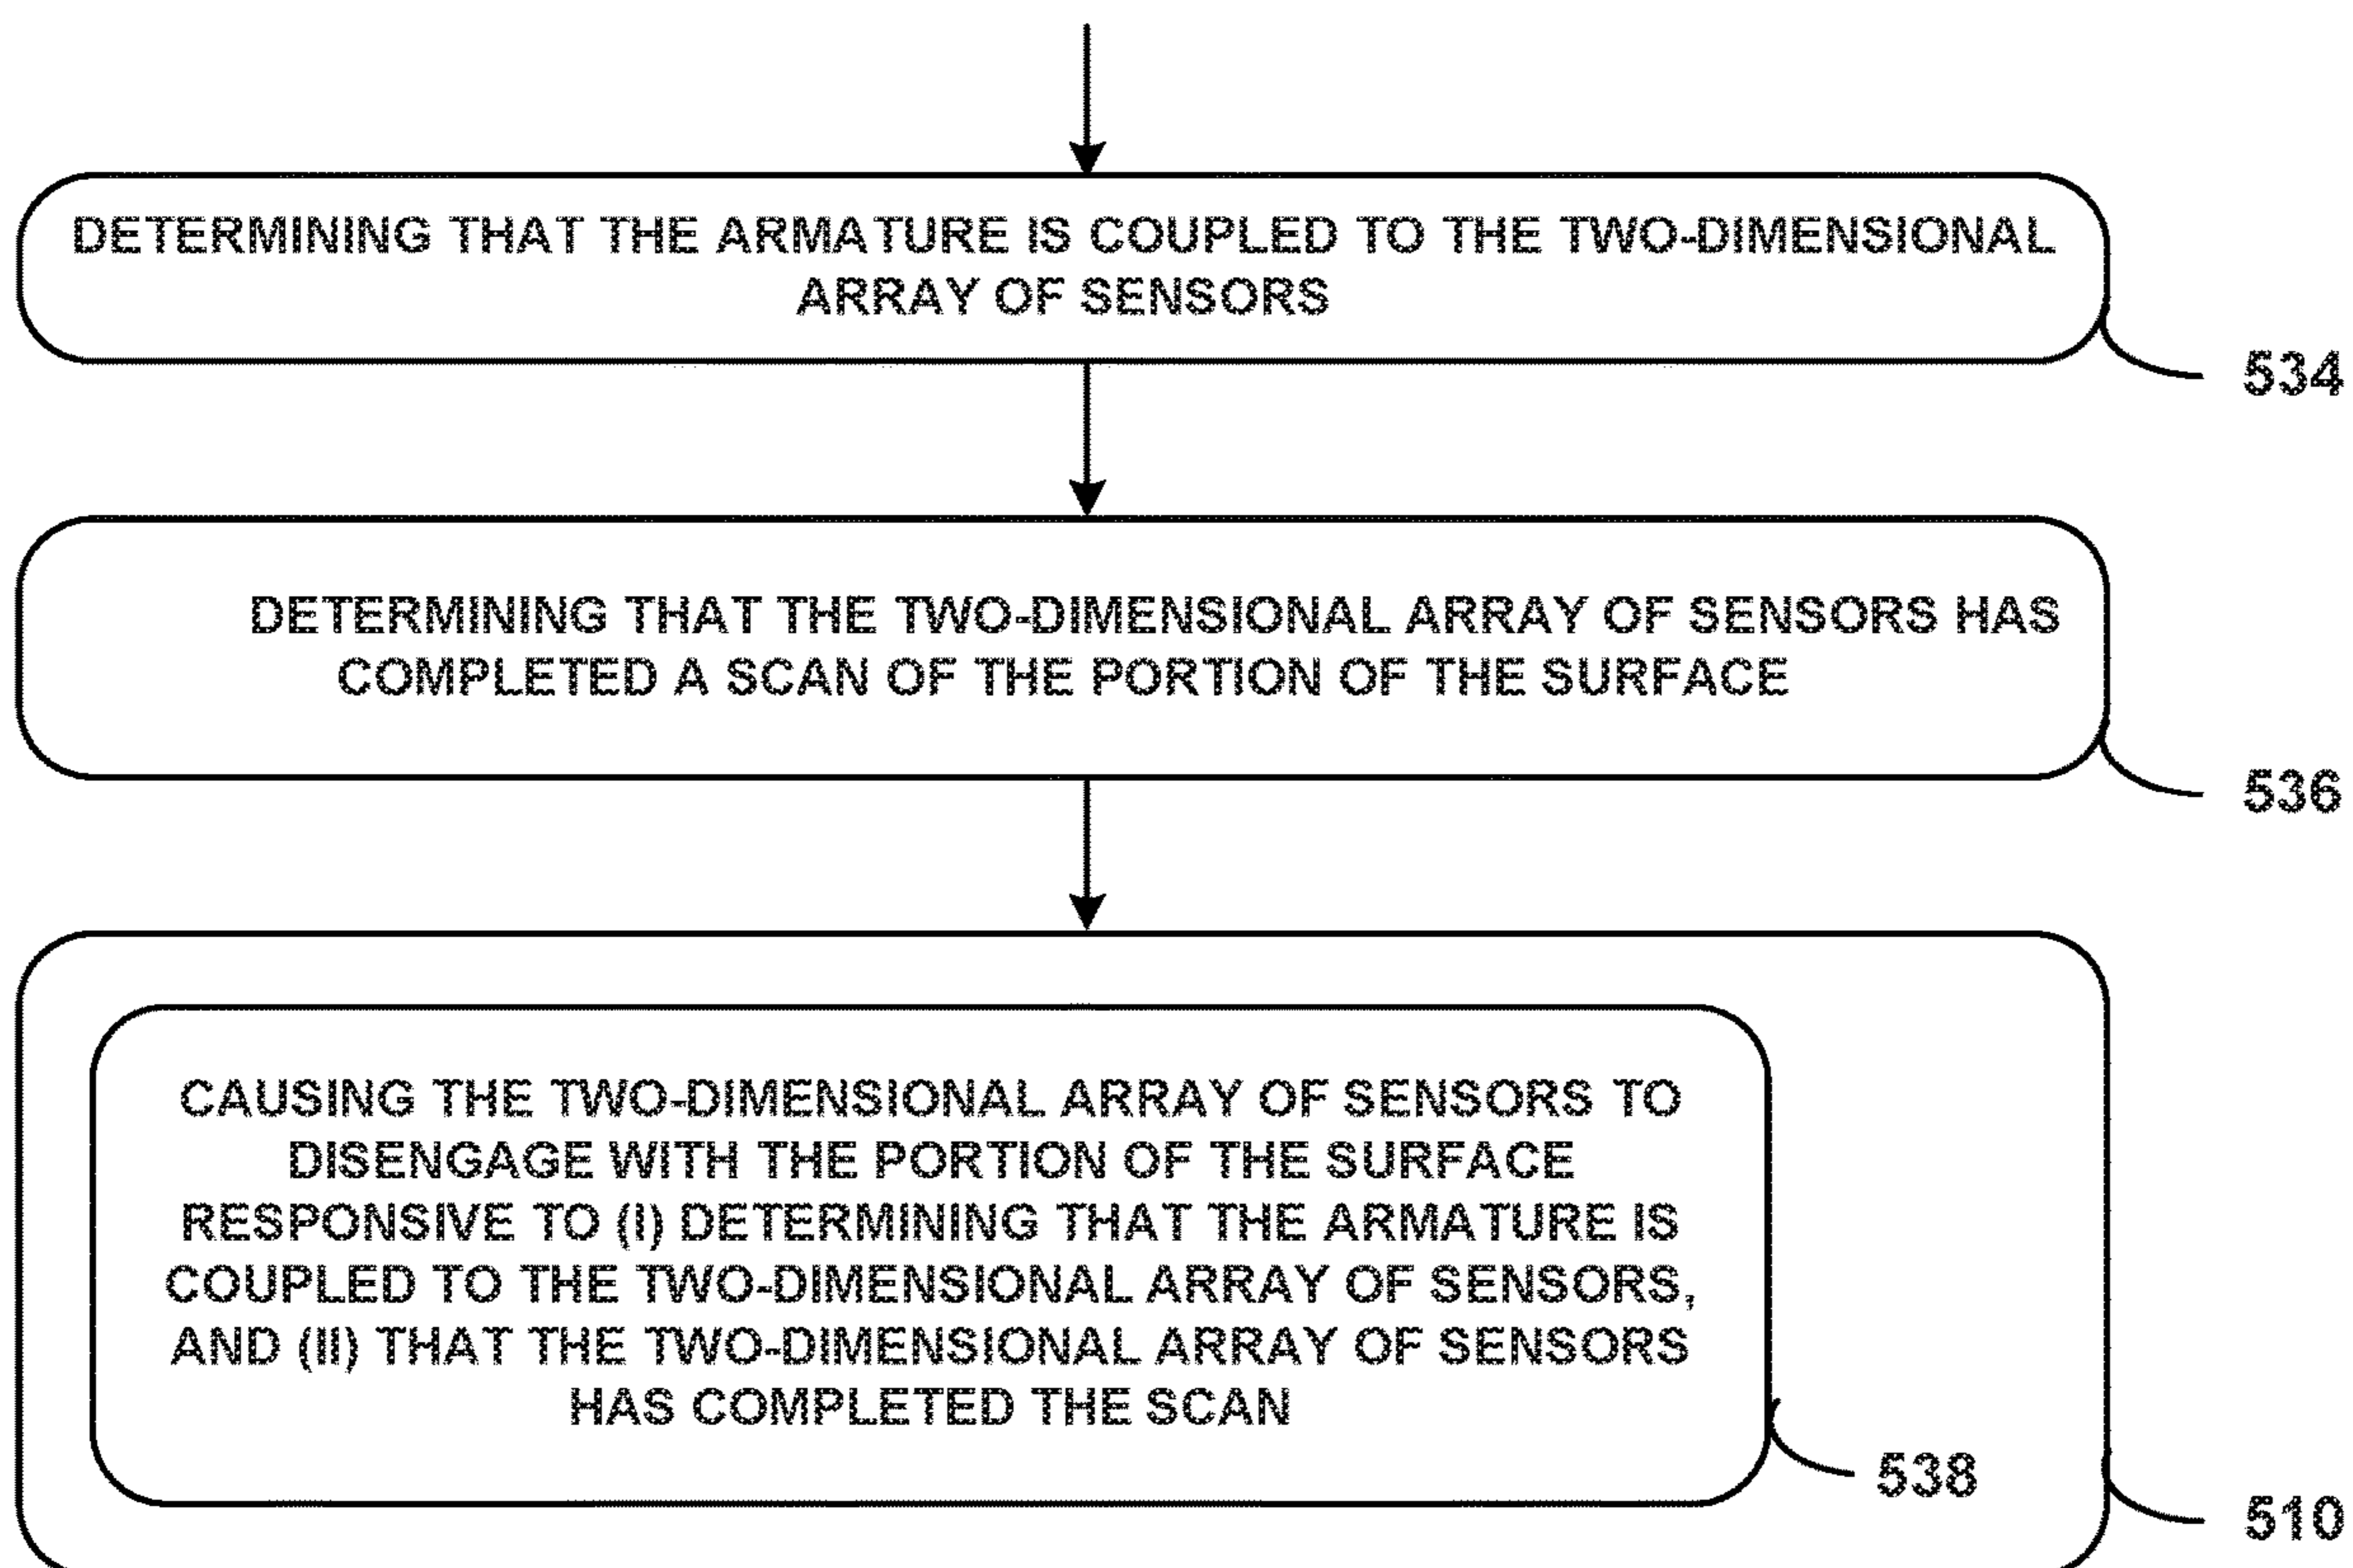 DETERMINING THAT THE ARMATURE IS COUPLED TO THE TWO-DIMENSIONAL
ARRAY OF SENSORS
534
DETERMINING THAT THE TWO-DIMENSIONAL ARRAY OF SENSORS HAS
COMPLETED A SCAN OF THE PORTION OF THE SURFACE
536
CAUSING THE TWO-DIMENSIONAL ARRAY OF SENSORS TO
DISENGAGE WITH THE PORTION OF THE SURFACE
RESPONSIVE TO (I) DETERMINING THAT THE ARMATURE IS
COUPLED TO THE TWO-DIMENSIONAL ARRAY OF SENSORS,
AND (II) THAT THE TWO-DIMENSIONAL ARRAY OF SENSORS
HAS COMPLETED THE SCAN
538
510